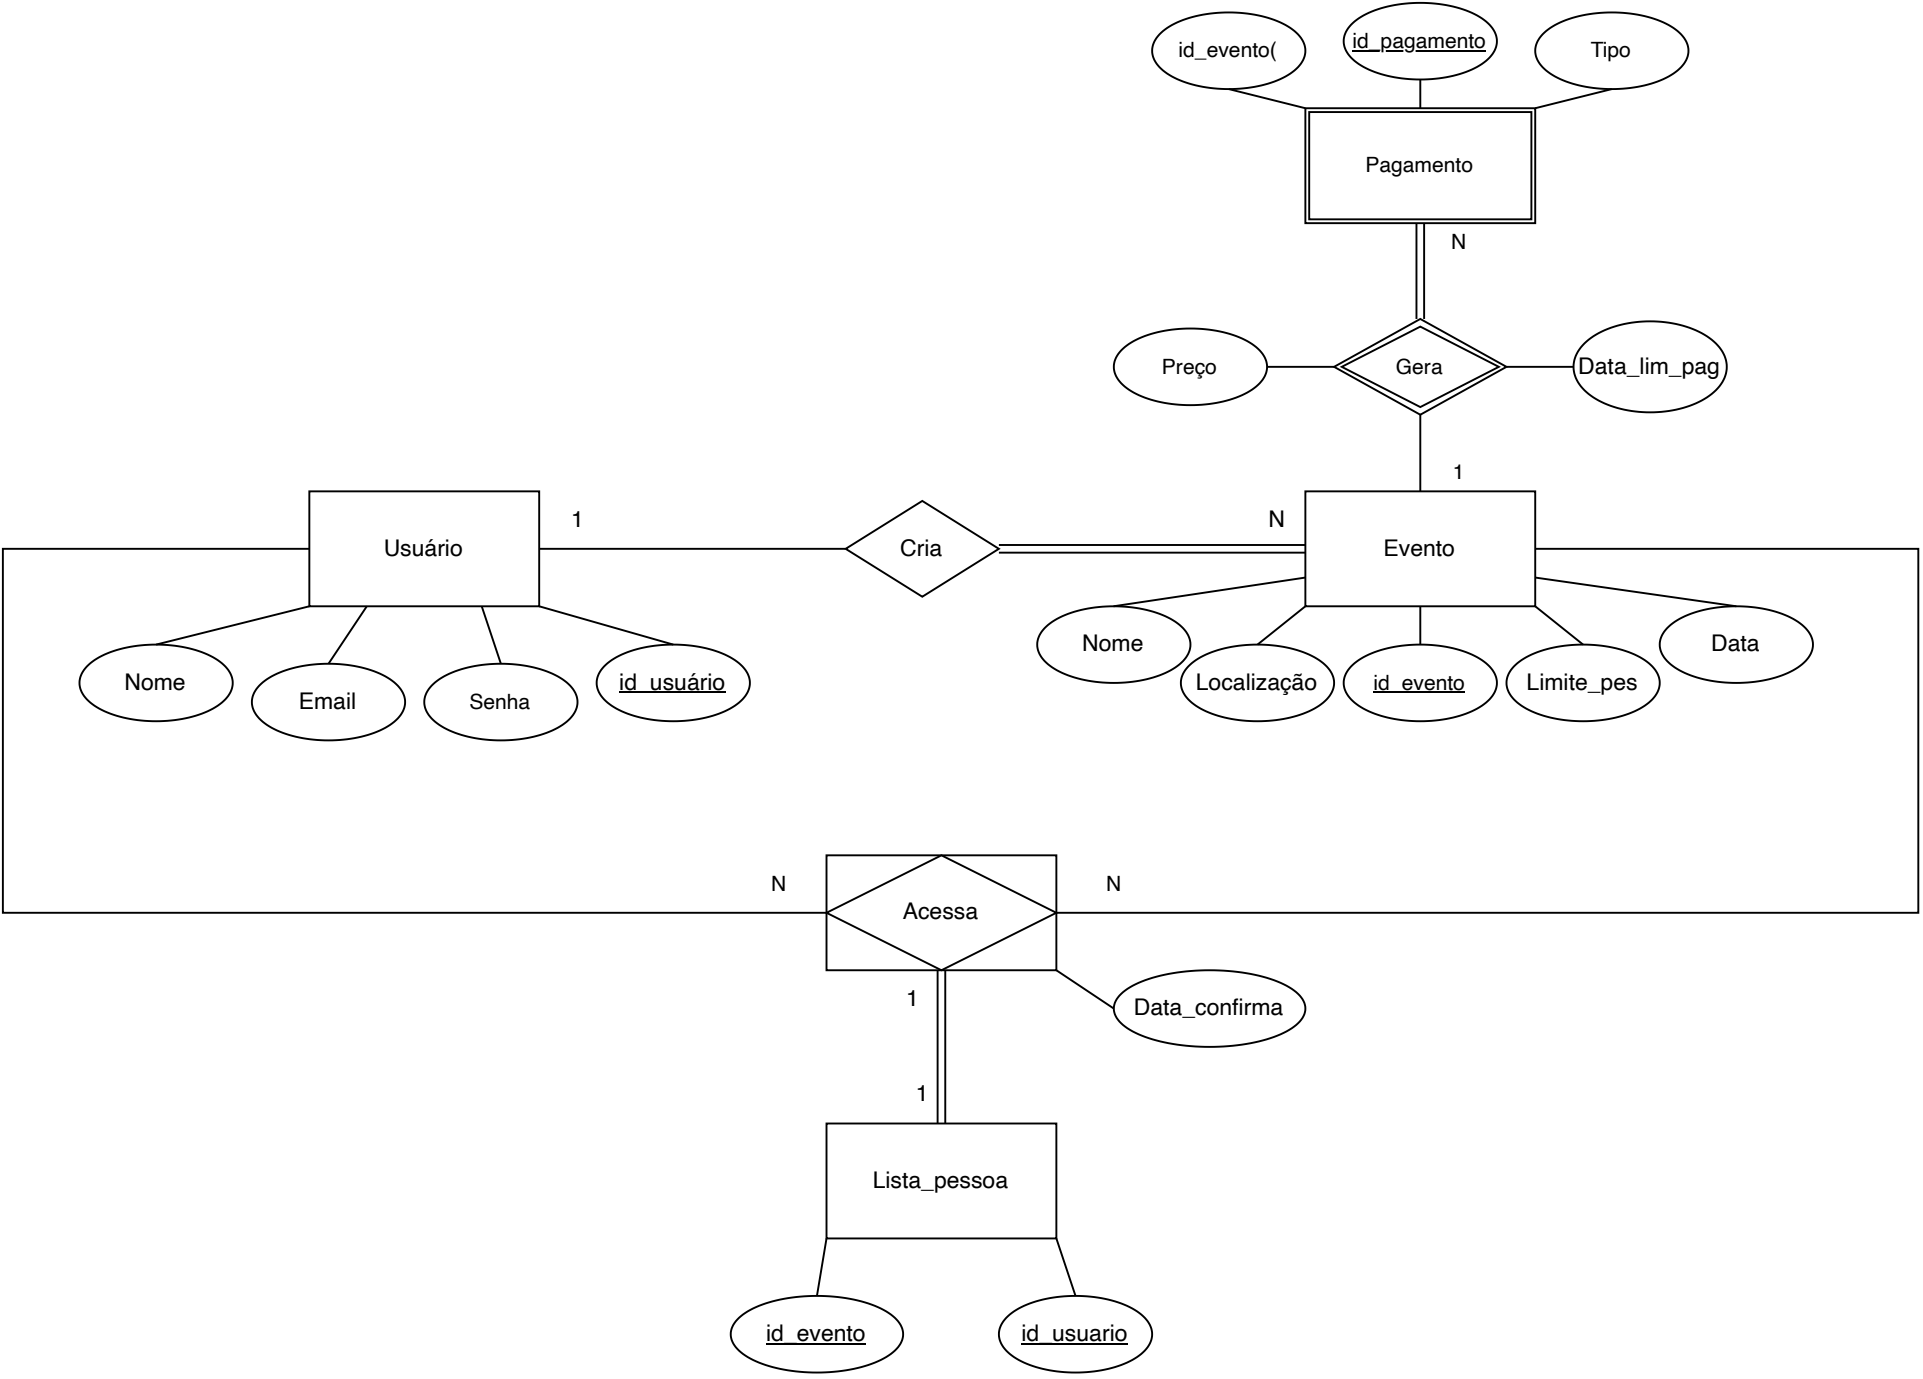 id_evento(
id_pagamento
Tipo
Pagamento
N
Preço
Gera
Data_lim_pag
1
Usuário
1
Cria
N
Evento
Nome
Email
Senha
id_usuário
Nome
Localização
id_evento
Limite_pes
Data
N
Acessa
N
1
Data_confirma
1
Lista_pessoa
id_evento
id_usuario